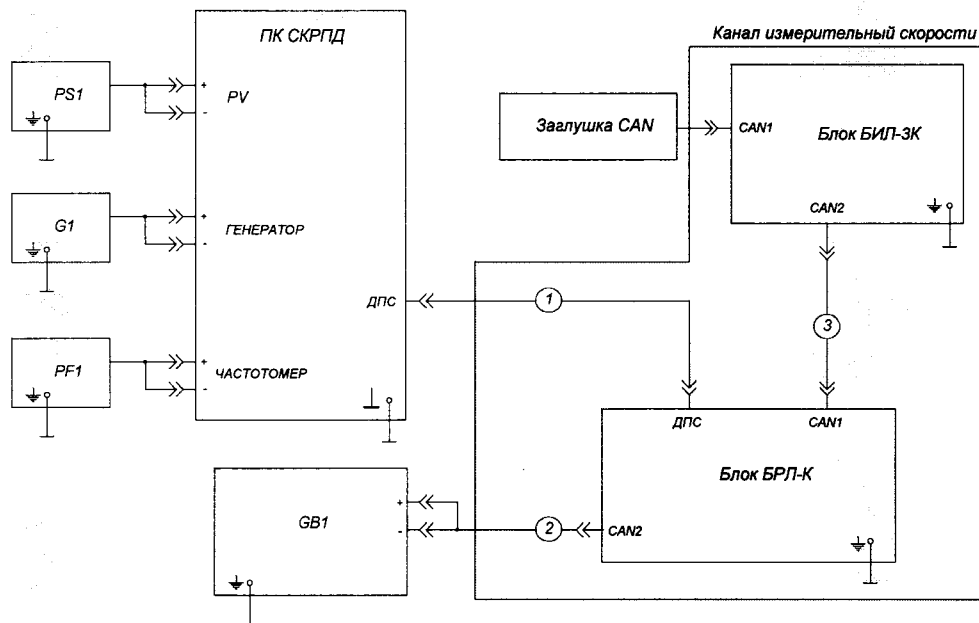 ПК СКРПД
Канал измерительный скорости
PS1
+
-
PV
Заглушка CAN
CAN1
Блок БИЛ-3К
CAN2
G1
+
-
ГЕНЕРАТОР
ДПС
1
3
PF1
+
-
ЧАСТОТОМЕР
ДПС
CAN1
Блок БРЛ-К
GB1
+
-
2
CAN2